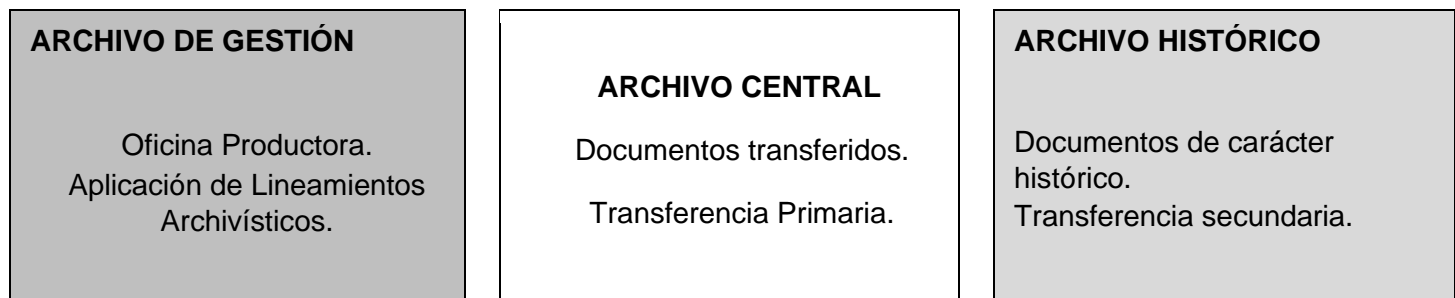 ARCHIVO DE GESTIÓN
Oficina Productora.
Aplicación de Lineamientos
Archivísticos.
ARCHIVO CENTRAL
Documentos transferidos.
Transferencia Primaria.
ARCHIVO HISTÓRICO
Documentos de carácter
histórico.
Transferencia secundaria.